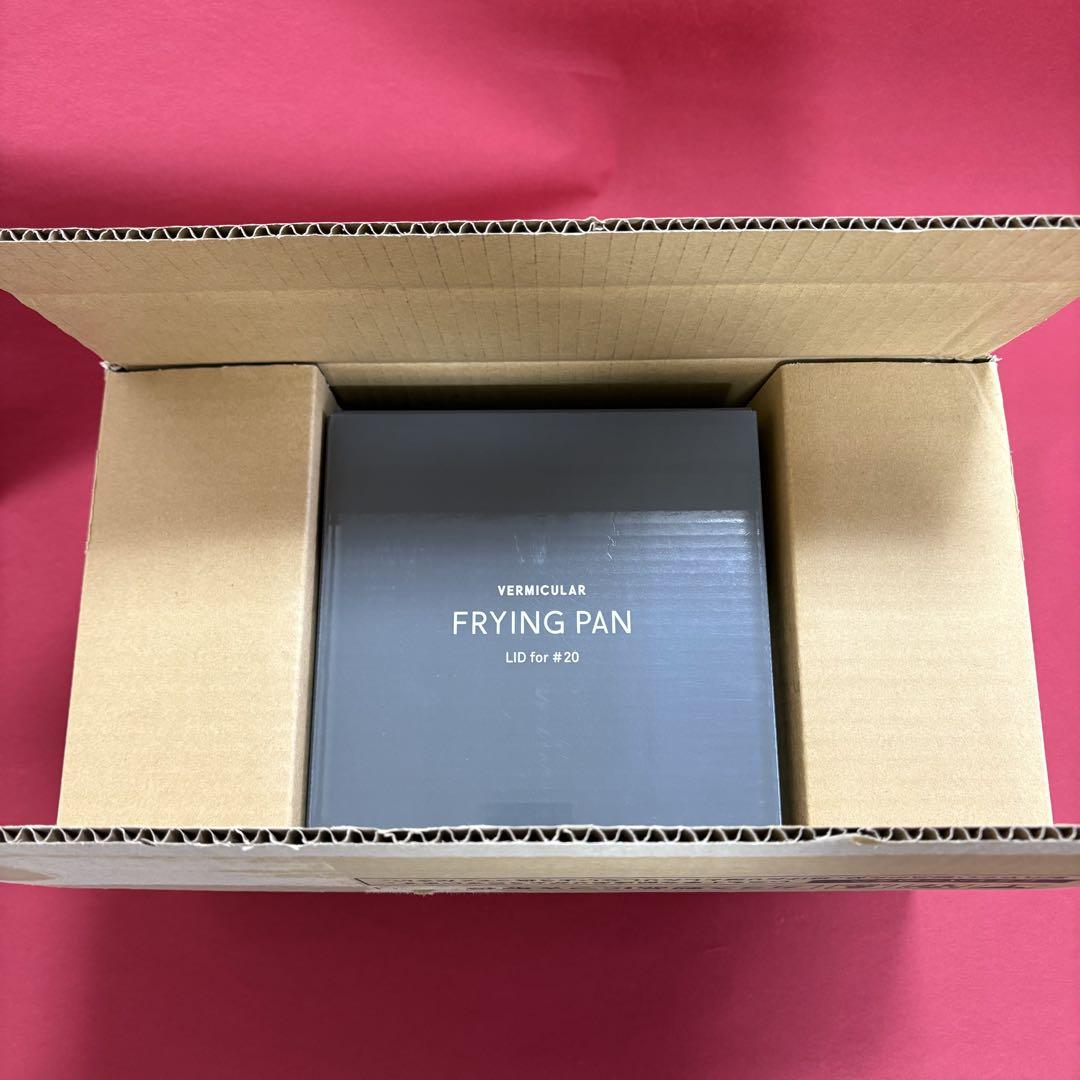 VERMICULAR
FRYING PAN
LID for #20